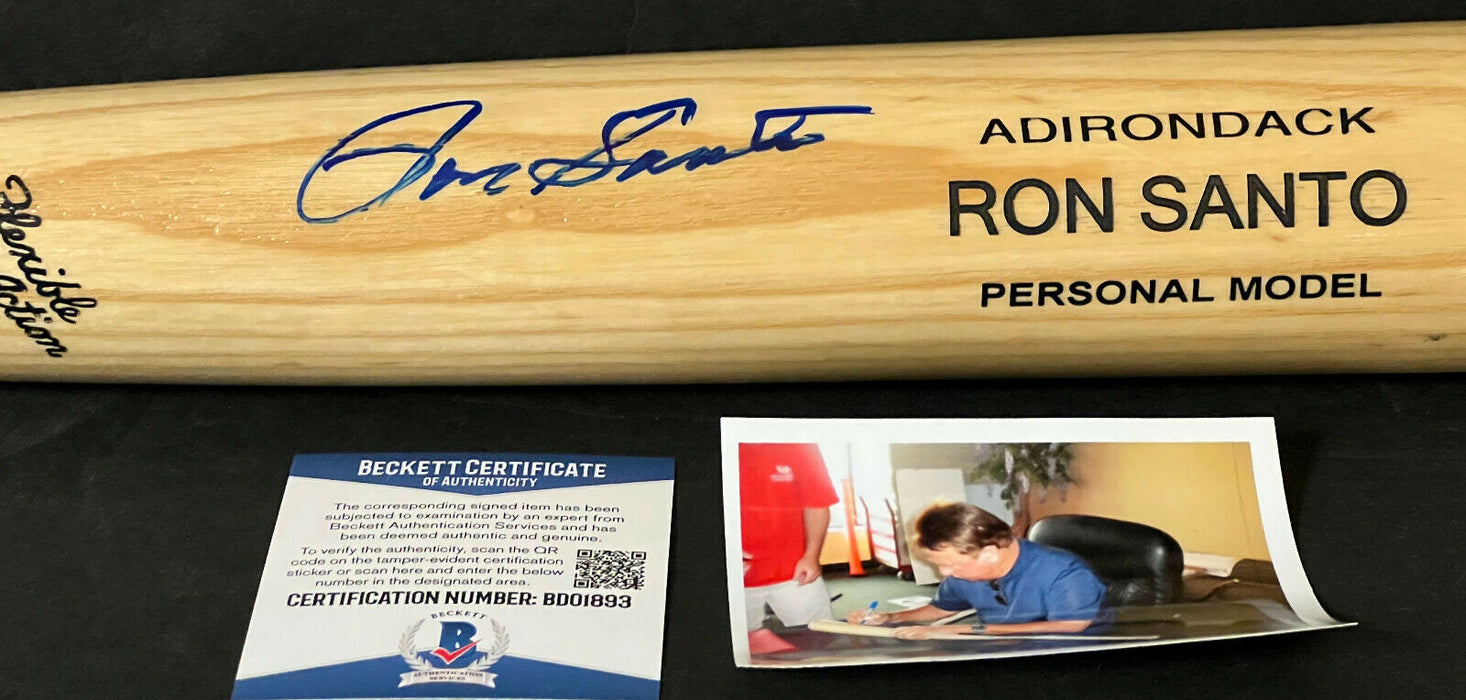 Flexible
Action
Ron Santo
ADIRONDACK
RON SANTO
PERSONAL MODEL
BECKETT CERTIFICATE
OF AUTHENTICITY
The corresponding signed item has been
subjected to examination by an expert from
Beckett Authentication Services and has
been deemed authentic and genuine.
To verify the authenticity, scan the QR
code on the tamper-evident certification
sticker or scan here and enter the below
number in the designated area.
CERTIFICATION NUMBER: BD01893
BECKETT
B
AUTHENTICATION
SERVICES